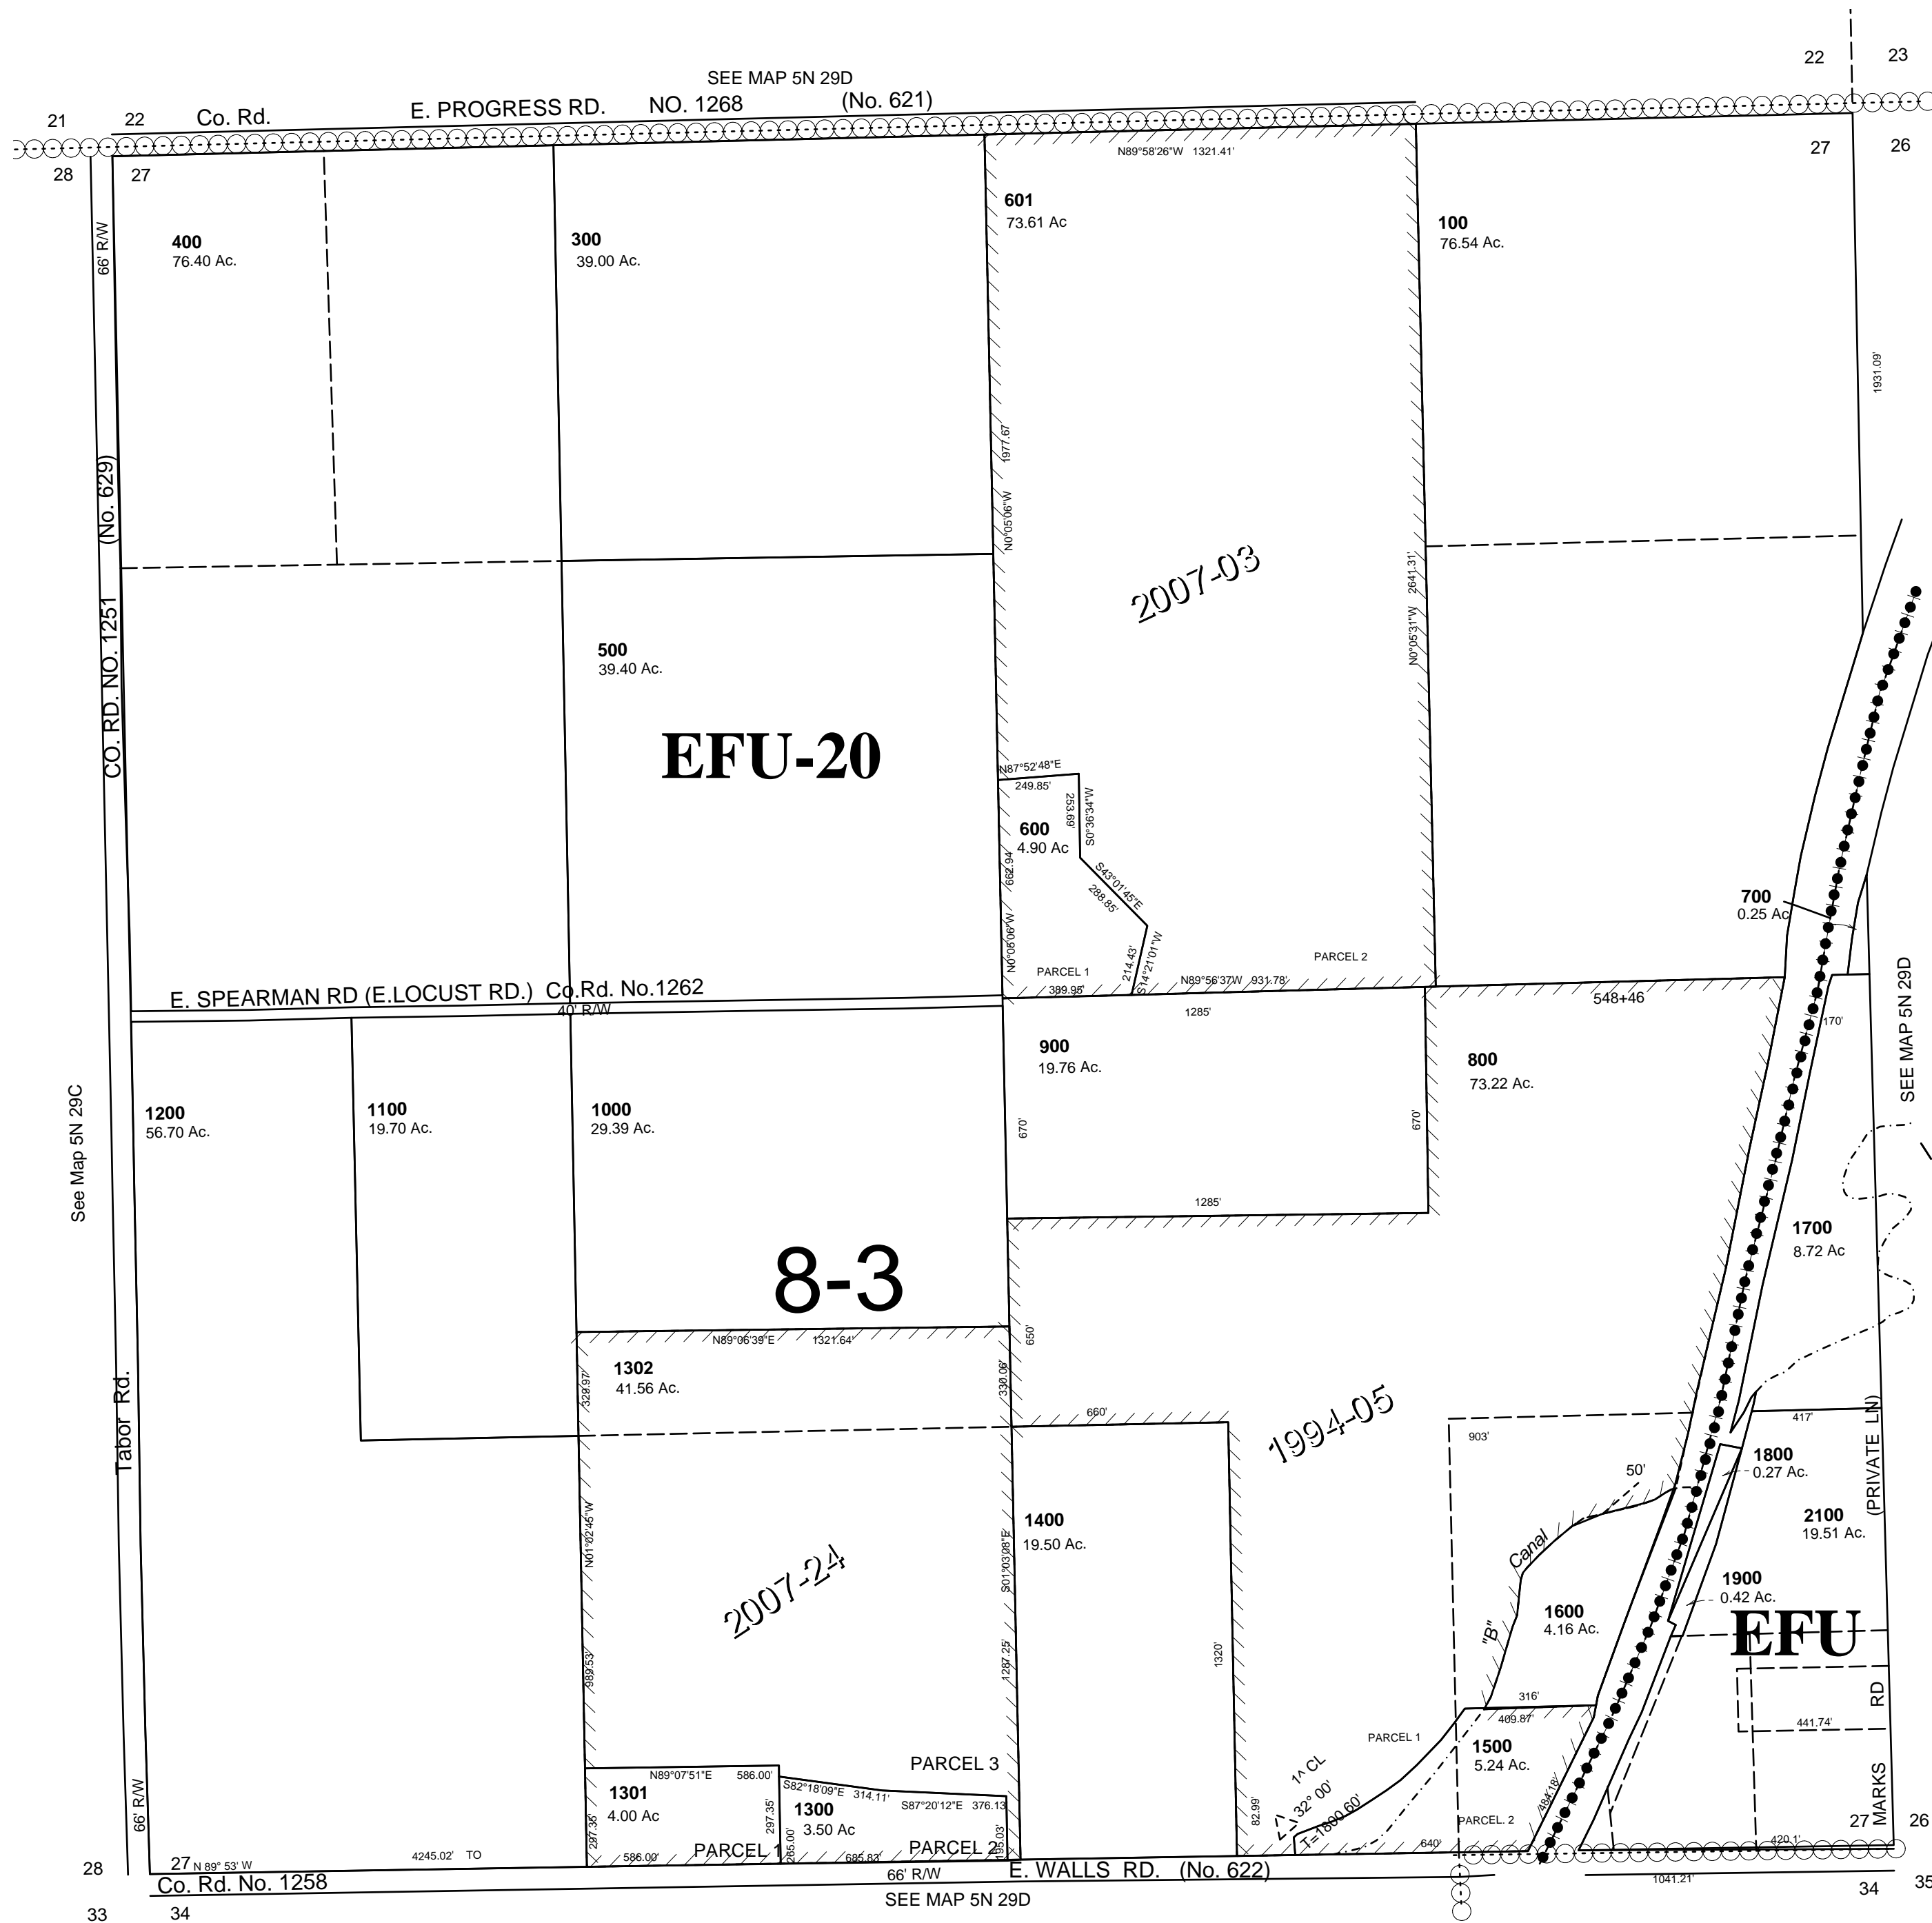 SEE MAP 5N 29D
22
23
21
22
Co. Rd.
E. PROGRESS RD. NO. 1268 (No. 621)
28
27
27
26
N89°58'26"W 1321.41'
66' R/W
400
76.40 Ac.
300
39.00 Ac.
601
73.61 Ac
100
76.54 Ac.
1931.09'
CO. RD. NO. 1251 (No. 629)
N0°05'06"W 1977.67
2007-03
N0°05'31"W 2641.31'
500
39.40 Ac.
EFU-20
N87°52'48"E
249.85'
253.69'
S0°36'34"W
600
4.90 Ac
662.94'
N0°05'06"W
S43°01'45"E
288.85'
214.43'
S14°21'01"W
700
0.25 Ac
PARCEL 1
389.98'
N89°56'37W 931.78'
PARCEL 2
E. SPEARMAN RD (E.LOCUST RD.) Co.Rd. No.1262
40' R/W
1285'
548+46
170'
SEE MAP 5N 29D
See Map 5N 29C
1200
56.70 Ac.
1100
19.70 Ac.
1000
29.39 Ac.
900
19.76 Ac.
800
73.22 Ac.
670'
670'
1285'
1700
8.72 Ac
8-3
N89°06'39"E 1321.64'
650'
1302
41.56 Ac.
329.97'
330.06'
660'
1994-05
903'
417'
Tabor Rd.
1800
0.27 Ac.
50'
(PRIVATE LN)
2100
19.51 Ac.
N01°02'45"W
989.53'
2007-24
S01°03'08"E
1287.25'
1400
19.50 Ac.
Canal
"B"
1900
0.42 Ac.
1600
4.16 Ac.
EFU
1320'
316'
409.87'
MARKS RD
441.74'
PARCEL 1
1500
5.24 Ac.
PARCEL 3
N89°07'51"E 586.00'
S82°18'09"E 314.11'
S87°20'12"E 376.13
1301
4.00 Ac
1300
3.50 Ac
297.35'
297.35'
265.00'
195.03'
1^ CL
32° 00'
T=1800.60'
82.99'
484.18'
PARCEL. 2
66' R/W
27
26
PARCEL 1
PARCEL 2
586.00'
685.83'
640'
420.1'
28
27
N 89° 53' W
4245.02' TO
Co. Rd. No. 1258
66' R/W
E. WALLS RD. (No. 622)
1041.21'
SEE MAP 5N 29D
33
34
34
35